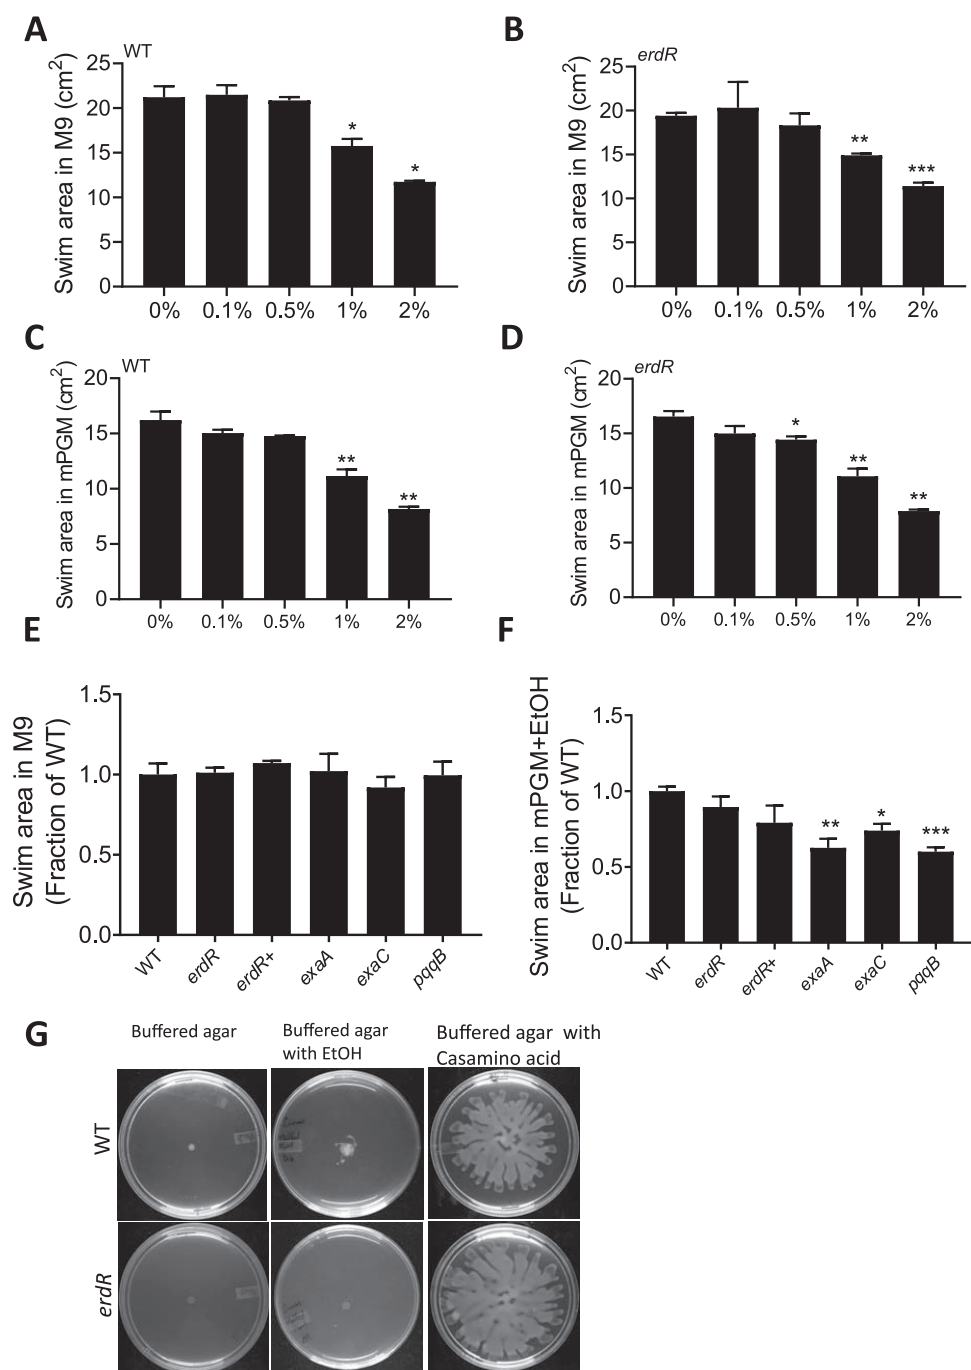 A
WT
Swim area in M9 (cm2)
25
20
15
10
5
0
*
*
0% 0.1% 0.5% 1% 2%
B
erdR
Swim area in M9 (cm2)
25
20
15
10
5
0
**
***
0% 0.1% 0.5% 1% 2%
C
WT
Swim area in mPGM (cm2)
20
15
10
5
0
**
**
0% 0.1% 0.5% 1% 2%
D
erdR
Swim area in mPGM (cm2)
20
15
10
5
0
*
**
**
0% 0.1% 0.5% 1% 2%
E
Swim area in M9
(Fraction of WT)
1.5
1.0
0.5
0.0
WT erdR erdR+ exaA exaC pqqB
F
Swim area in mPGM+EtOH
(Fraction of WT)
1.5
1.0
0.5
0.0
**
*
***
WT erdR erdR+ exaA exaC pqqB
G
Buffered agar
Buffered agar
with EtOH
Buffered agar with
Casamino acid
WT
erdR